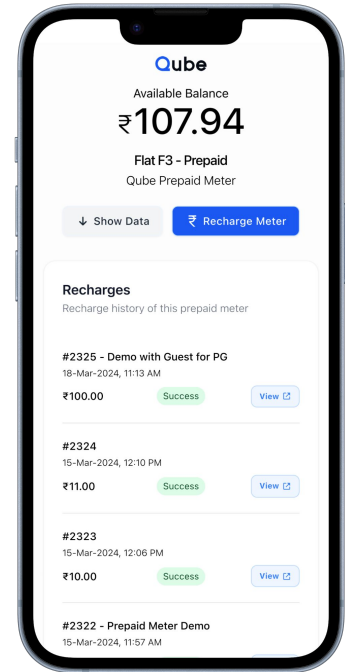 Qube
Available Balance
₹107.94
Flat F3 - Prepaid
Qube Prepaid Meter
↓ Show Data
₹ Recharge Meter
Recharges
Recharge history of this prepaid meter
#2325 - Demo with Guest for PG
18-Mar-2024, 11:13 AM
₹100.00 Success View
#2324
15-Mar-2024, 12:10 PM
₹11.00 Success View
#2323
15-Mar-2024, 12:06 PM
₹10.00 Success View
#2322 - Prepaid Meter Demo
15-Mar-2024, 11:57 AM